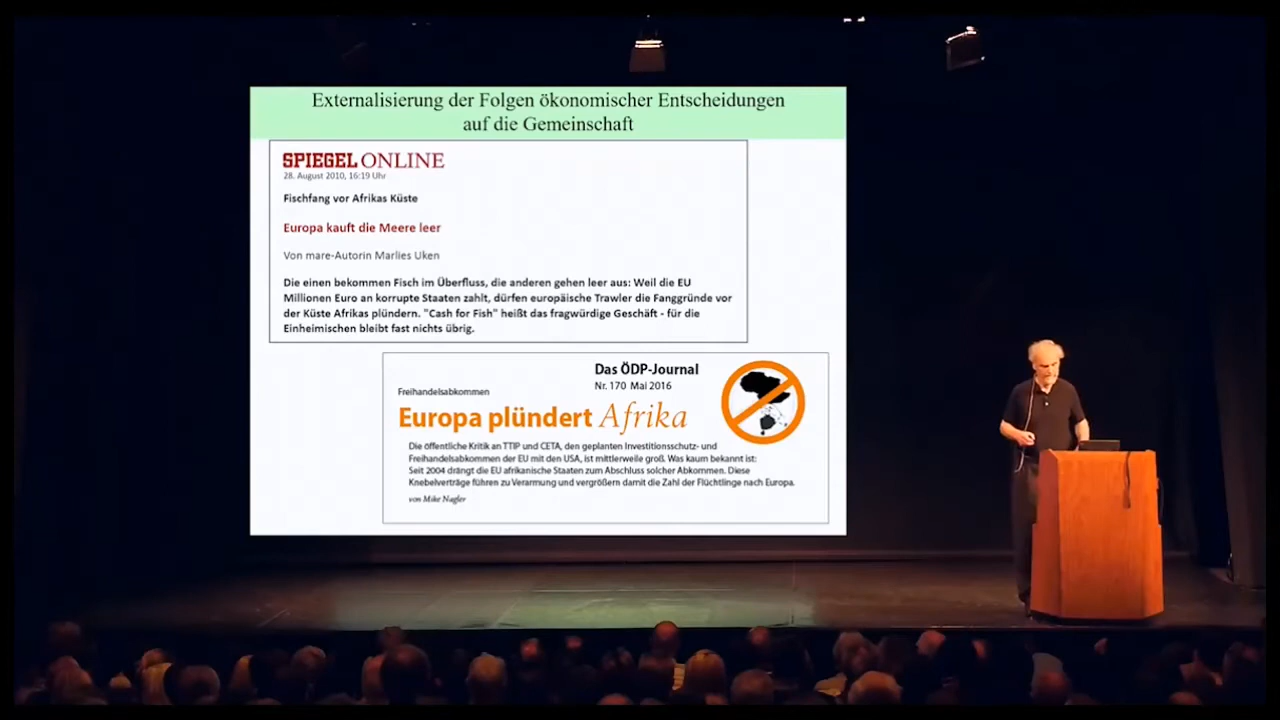 Externalisierung der Folgen ökonomischer Entscheidungen
auf die Gemeinschaft
SPIEGEL ONLINE
28. August 2010, 16:19 Uhr
Fischfang vor Afrikas Küste
Europa kauft die Meere leer
Von mare-Autorin Marlies Uken
Die einen bekommen Fisch im Überfluss, die anderen gehen leer aus: Weil die EU
Millionen Euro an korrupte Staaten zahlt, dürfen europäische Trawler die Fanggründe vor
der Küste Afrikas plündern. "Cash for Fish" heißt das fragwürdige Geschäft - für die
Einheimischen bleibt fast nichts übrig.
Das ÖDP-Journal
Nr. 170 Mai 2016
Freihandelsabkommen
Europa plündert Afrika
Die öffentliche Kritik an TTIP und CETA, den geplanten Investitionsschutz- und
Freihandelsabkommen der EU mit den USA, ist mittlerweile groß. Was kaum bekannt ist:
Seit 2004 drängt die EU afrikanische Staaten zum Abschluss solcher Abkommen. Diese
Knebelverträge führen zu Verarmung und vergrößern damit die Zahl der Flüchtlinge nach Europa.
von Mike Nagler